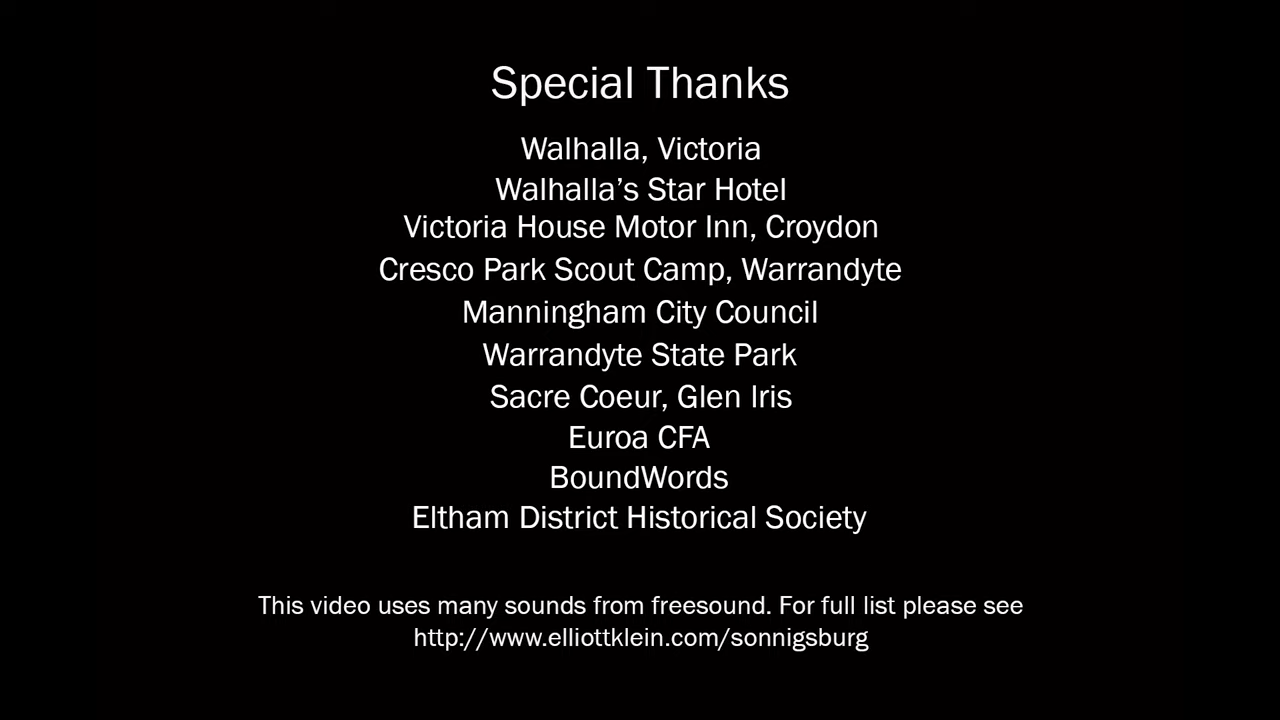 Special Thanks
Walhalla, Victoria
Walhalla’s Star Hotel
Victoria House Motor Inn, Croydon
Cresco Park Scout Camp, Warrandyte
Manningham City Council
Warrandyte State Park
Sacre Coeur, Glen Iris
Euroa CFA
BoundWords
Eltham District Historical Society
This video uses many sounds from freesound. For full list please see
http://www.elliottklein.com/sonnigsburg